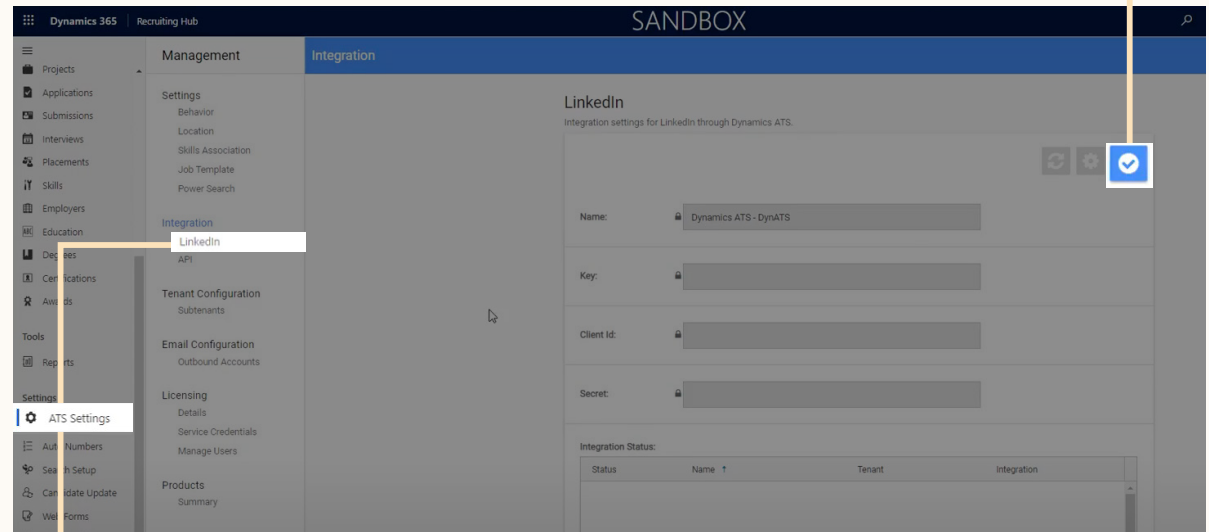 Dynamics 365 Recruiting Hub SANDBOX
Projects
Applications
Submissions
Interviews
Placements
Skills
Employers
Education
Degrees
Certifications
Awards
Tools
Reports
Settings
ATS Settings
Auto Numbers
Search Setup
Candidate Update
Web Forms
Management
Settings
Behavior
Location
Skills Association
Job Template
Power Search
Integration
LinkedIn
API
Tenant Configuration
Subtenants
Email Configuration
Outbound Accounts
Licensing
Details
Service Credentials
Manage Users
Products
Summary
Integration
LinkedIn
Integration settings for LinkedIn through Dynamics ATS.
Name: Dynamics ATS - DynATS
Key:
Client Id:
Secret:
Integration Status:
Status Name ↑ Tenant Integration